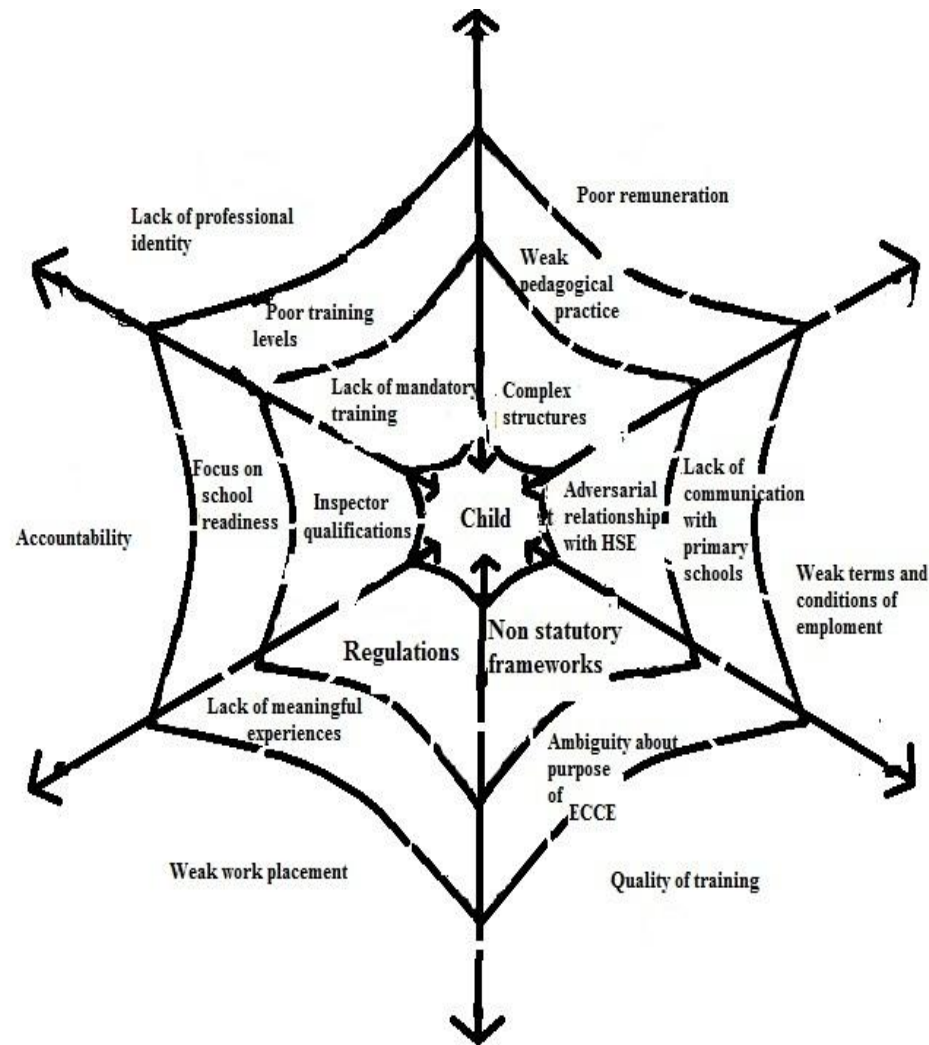 Poor remuneration
Lack of professional
identity
Weak
pedagogical
practice
Poor training
levels
Lack of mandatory
training
Complex
structures
Focus on
school
readiness
Inspector
qualifications
Child
Adversarial
relationship
with HSE
Lack of
communication
with
primary
schools
Accountability
Weak terms and
conditions of
emploment
Regulations
Non statutory
frameworks
Lack of meaningful
experiences
Ambiguity about
purpose
of
ECCE
Weak work placement
Quality of training